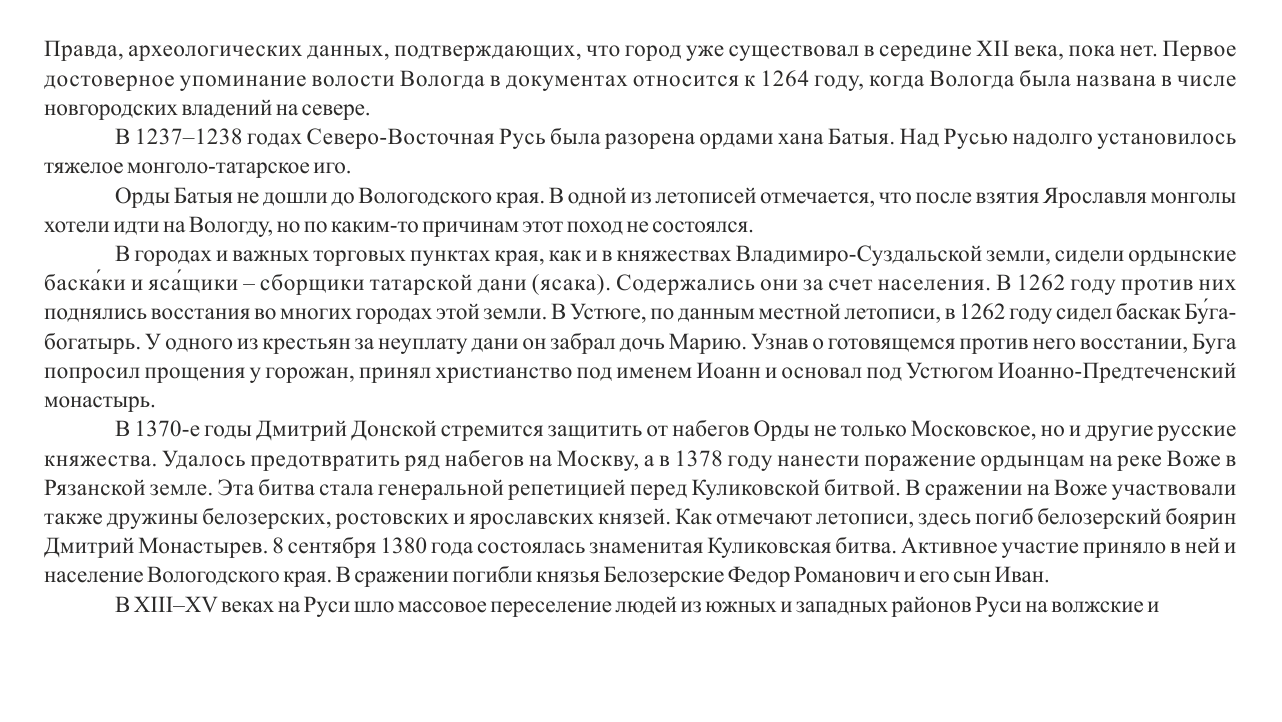 Правда, археологических данных, подтверждающих, что город уже существовал в середине XII века, пока нет. Первое
достоверное упоминание волости Вологда в документах относится к 1264 году, когда Вологда была названа в числе
новгородских владений на севере.
В 1237–1238 годах Северо-Восточная Русь была разорена ордами хана Батыя. Над Русью надолго установилось
тяжелое монголо-татарское иго.
Орды Батыя не дошли до Вологодского края. В одной из летописей отмечается, что после взятия Ярославля монголы
хотели идти на Вологду, но по каким-то причинам этот поход не состоялся.
В городах и важных торговых пунктах края, как и в княжествах Владимиро-Суздальской земли, сидели ордынские
баска́ки и яса́щики – сборщики татарской дани (ясака). Содержались они за счет населения. В 1262 году против них
поднялись восстания во многих городах этой земли. В Устюге, по данным местной летописи, в 1262 году сидел баскак Бу́га-
богатырь. У одного из крестьян за неуплату дани он забрал дочь Марию. Узнав о готовящемся против него восстании, Буга
попросил прощения у горожан, принял христианство под именем Иоанн и основал под Устюгом Иоанно-Предтеченский
монастырь.
В 1370-е годы Дмитрий Донской стремится защитить от набегов Орды не только Московское, но и другие русские
княжества. Удалось предотвратить ряд набегов на Москву, а в 1378 году нанести поражение ордынцам на реке Воже в
Рязанской земле. Эта битва стала генеральной репетицией перед Куликовской битвой. В сражении на Воже участвовали
также дружины белозерских, ростовских и ярославских князей. Как отмечают летописи, здесь погиб белозерский боярин
Дмитрий Монастырев. 8 сентября 1380 года состоялась знаменитая Куликовская битва. Активное участие приняло в ней и
население Вологодского края. В сражении погибли князья Белозерские Федор Романович и его сын Иван.
В XIII–XV веках на Руси шло массовое переселение людей из южных и западных районов Руси на волжские и